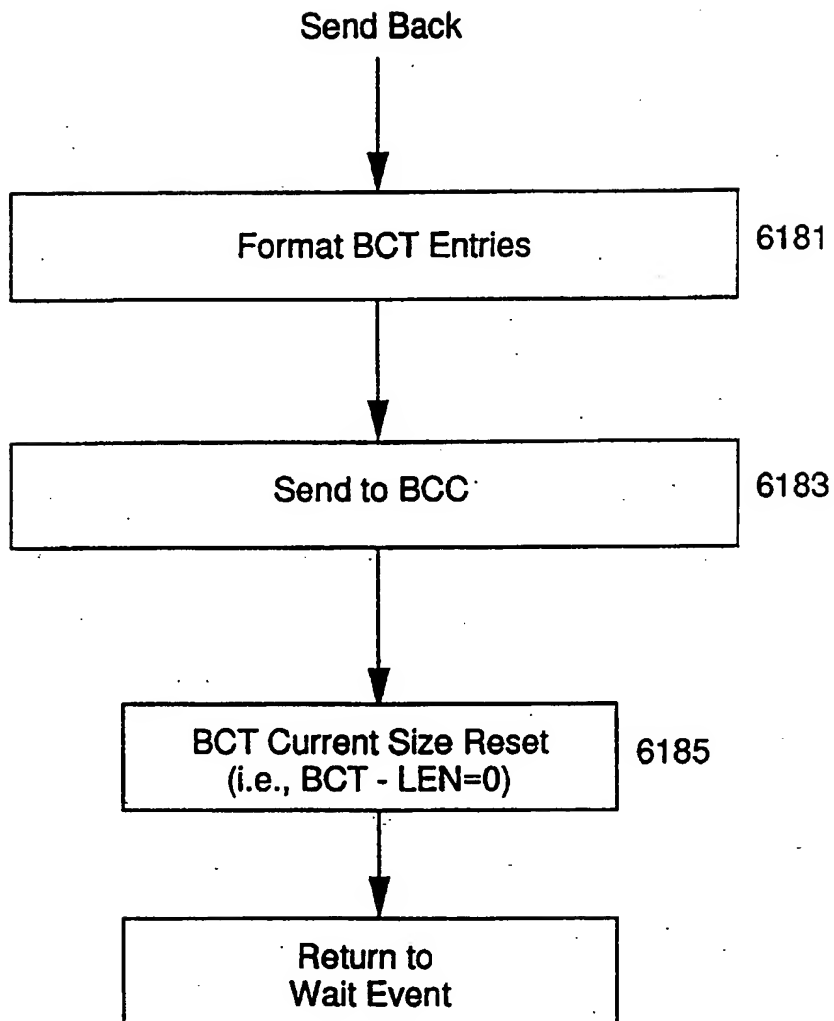 Send Back
Format BCT Entries
6181
Send to BCC
6183
BCT Current Size Reset
(i.e., BCT - LEN=0)
6185
Return to
Wait Event